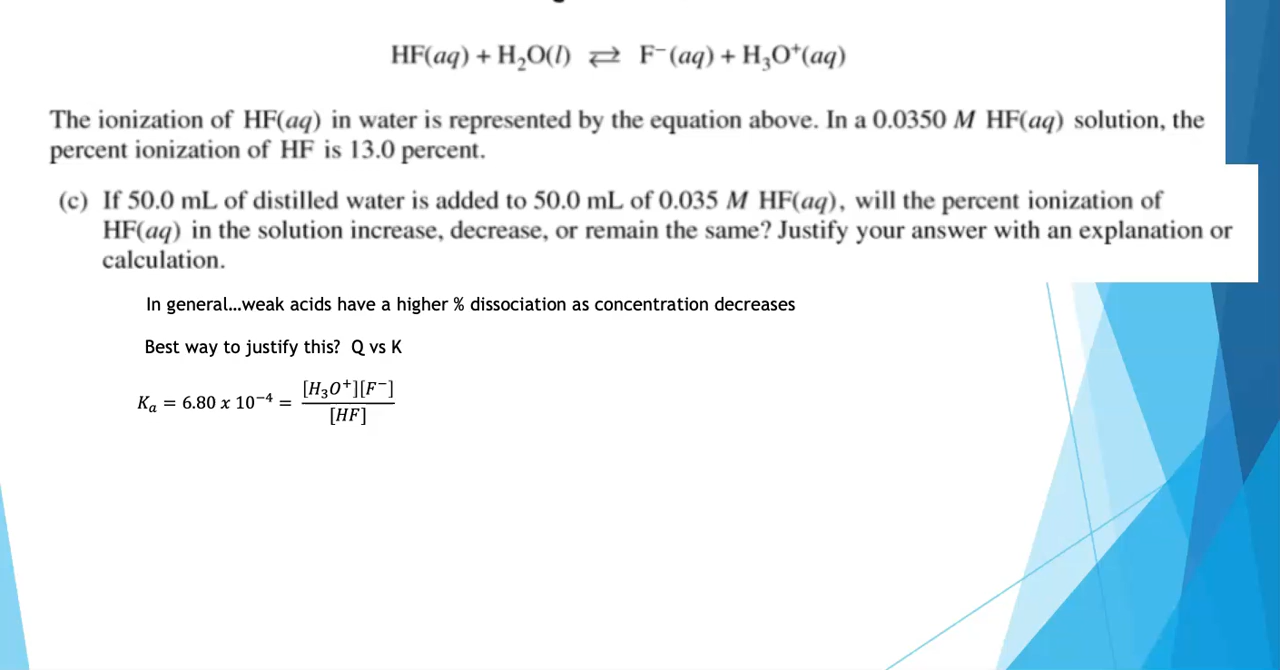 HF(aq) + H₂O(l) ⇄ F⁻(aq) + H₃O⁺(aq)
The ionization of HF(aq) in water is represented by the equation above. In a 0.0350 M HF(aq) solution, the
percent ionization of HF is 13.0 percent.
(c) If 50.0 mL of distilled water is added to 50.0 mL of 0.035 M HF(aq), will the percent ionization of
HF(aq) in the solution increase, decrease, or remain the same? Justify your answer with an explanation or
calculation.
In general...weak acids have a higher % dissociation as concentration decreases
Best way to justify this? Q vs K
Kₐ = 6.80 x 10⁻⁴ = [H₃O⁺][F⁻] / [HF]